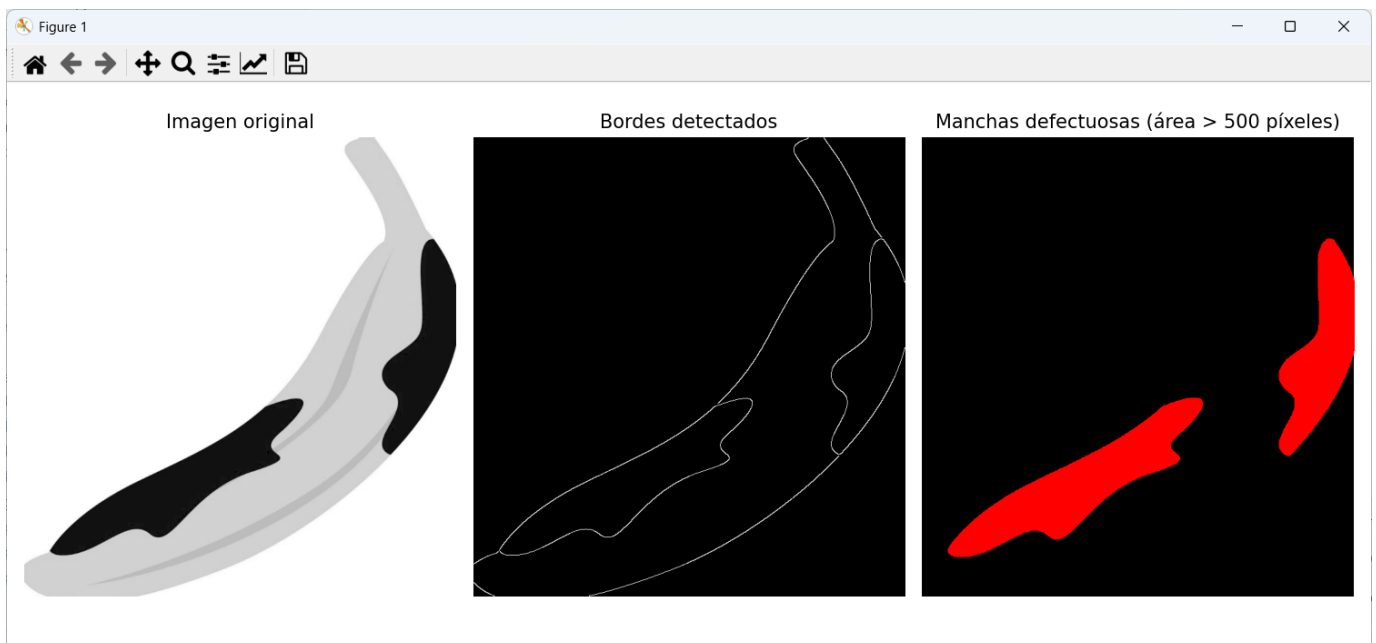 Figure 1
Imagen original
Bordes detectados
Manchas defectuosas (área > 500 píxeles)